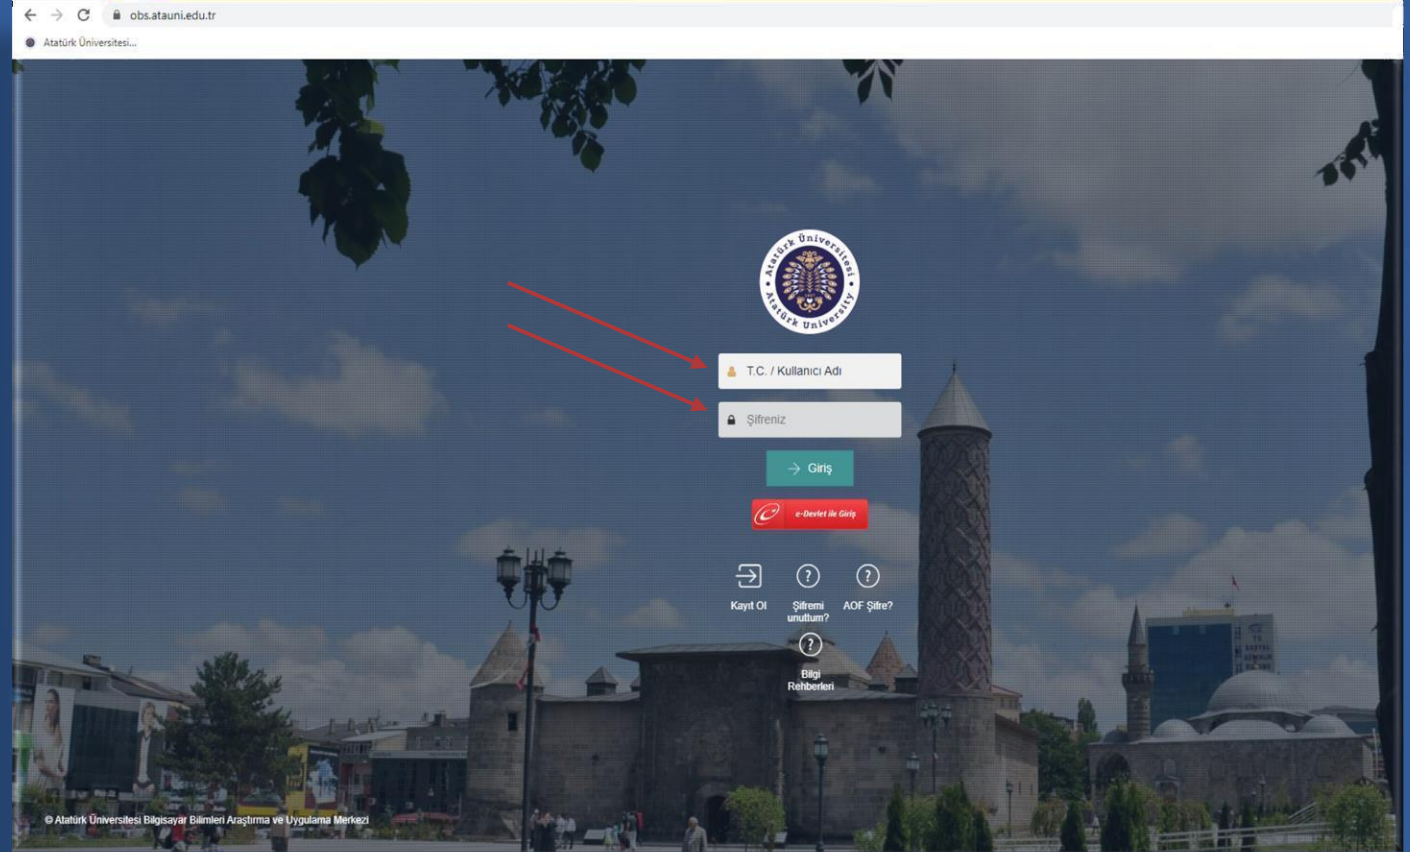 obs.atauni.edu.tr
Atatürk Üniversitesi...
Atatürk Üniversitesi
Atatürk University
T.C. / Kullanıcı Adı
Şifreniz
Giriş
e-Devlet ile Giriş
Kayıt Ol
Şifremi unuttum?
AOF Şifre?
Bilgi
Rehberleri
© Atatürk Üniversitesi Bilgisayar Bilimleri Araştırma ve Uygulama Merkezi